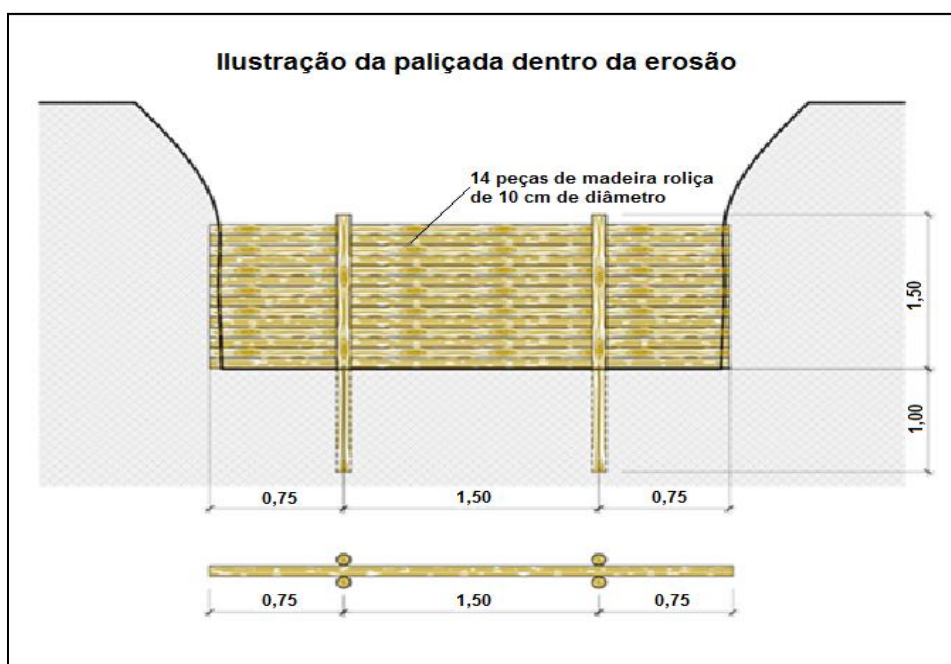 Ilustração da paliçada dentro da erosão
14 peças de madeira roliça
de 10 cm de diâmetro
1,50
1,00
0,75 1,50 0,75
0,75 1,50 0,75